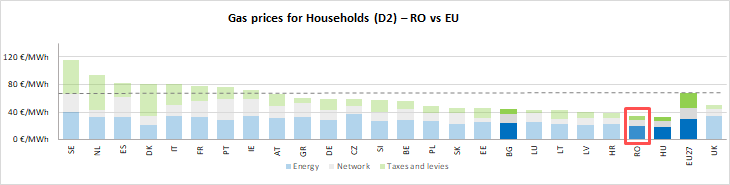 Gas prices for Households (D2) – RO vs EU
120 €/MWh
80 €/MWh
40 €/MWh
0 €/MWh
SE NL ES DK IT FR PT IE AT GR DE CZ SI BE PL SK EE BG LU LT LV HR RO HU EU27 UK
Energy Network Taxes and levies